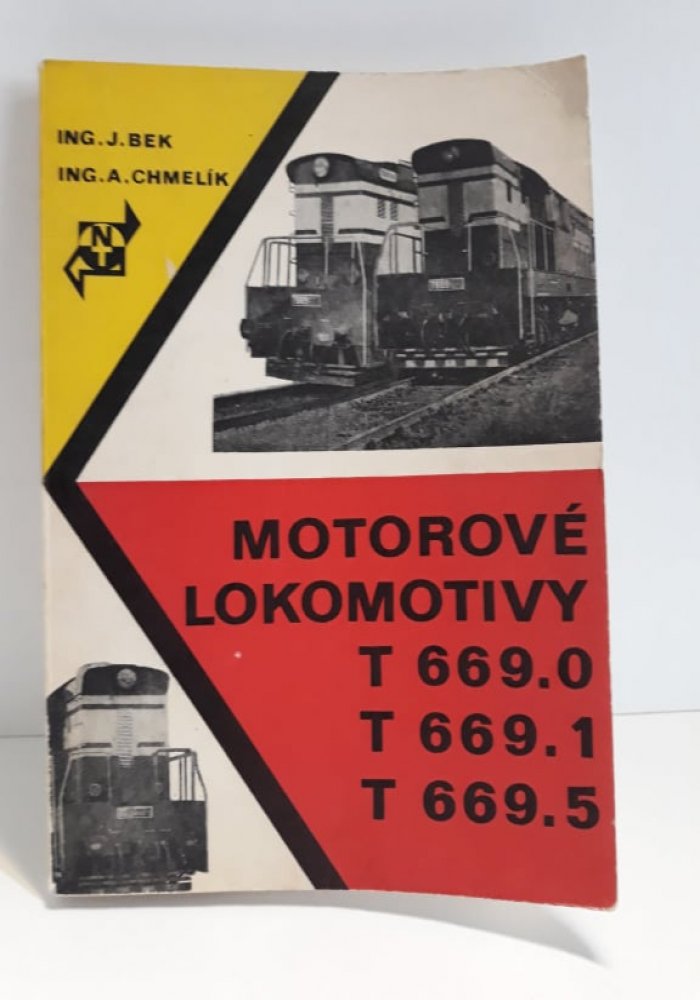 ING. J. BEK
ING. A. CHMELÍK
N
T
MOTOROVÉ
LOKOMOTIVY
T 669.0
T 669.1
T 669.5